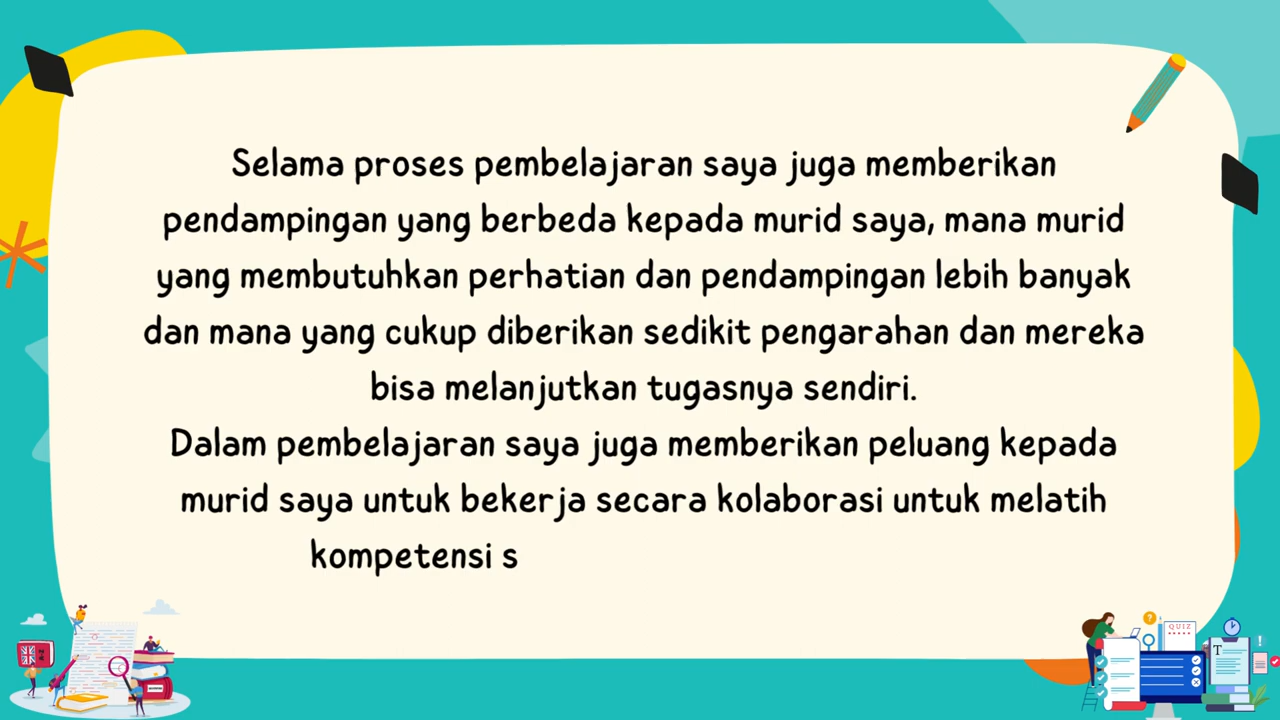 Selama proses pembelajaran saya juga memberikan
pendampingan yang berbeda kepada murid saya, mana murid
yang membutuhkan perhatian dan pendampingan lebih banyak
dan mana yang cukup diberikan sedikit pengarahan dan mereka
bisa melanjutkan tugasnya sendiri.
Dalam pembelajaran saya juga memberikan peluang kepada
murid saya untuk bekerja secara kolaborasi untuk melatih
kompetensi s
QUIZ
?
T